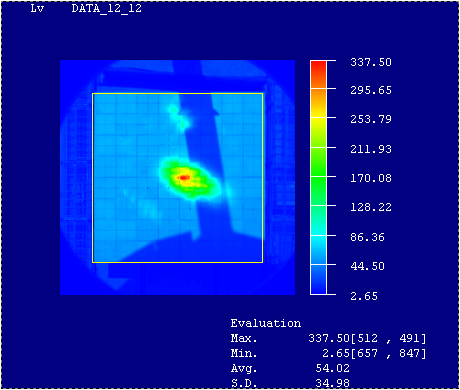 Lv DATA_12_12
337.50
295.65
253.79
211.93
170.08
128.22
86.36
44.50
2.65
Evaluation
Max. 337.50[512 , 491]
Min. 2.65[657 , 847]
Avg. 54.02
S.D. 34.98